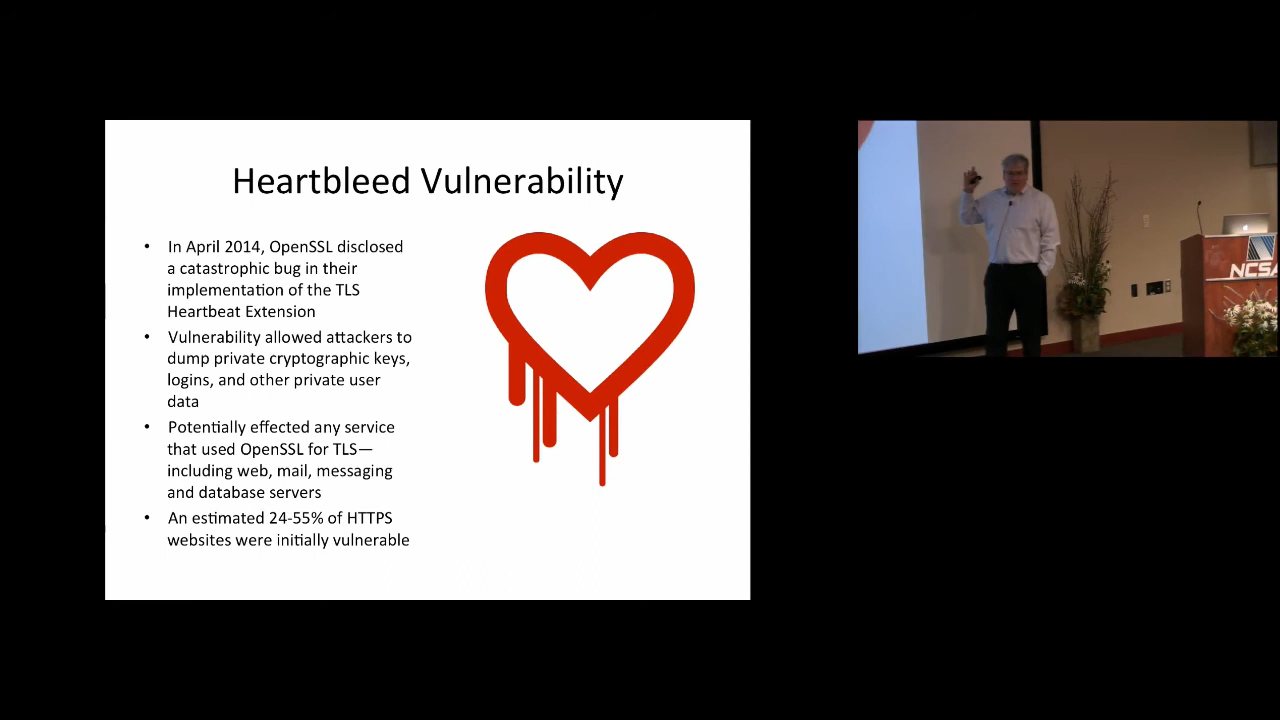 Heartbleed Vulnerability
• In April 2014, OpenSSL disclosed
a catastrophic bug in their
implementation of the TLS
Heartbeat Extension
• Vulnerability allowed attackers to
dump private cryptographic keys,
logins, and other private user
data
• Potentially effected any service
that used OpenSSL for TLS—
including web, mail, messaging
and database servers
• An estimated 24-55% of HTTPS
websites were initially vulnerable
NCSA